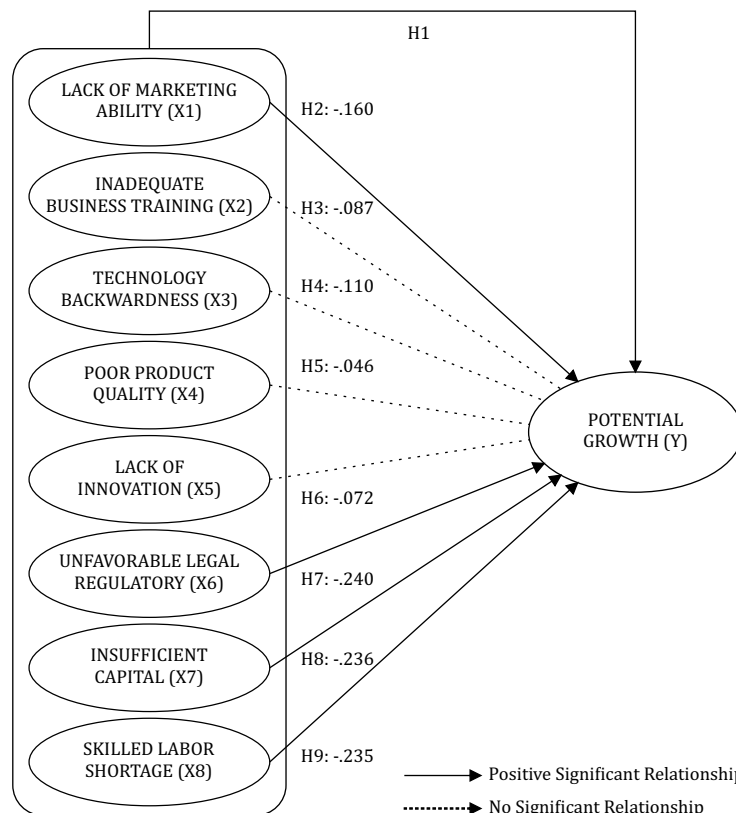 H1
LACK OF MARKETING
ABILITY (X1)
H2: -.160
INADEQUATE
BUSINESS TRAINING (X2)
H3: -.087
TECHNOLOGY
BACKWARDNESS (X3)
H4: -.110
POOR PRODUCT
QUALITY (X4)
H5: -.046
LACK OF
INNOVATION (X5)
H6: -.072
UNFAVORABLE LEGAL
REGULATORY (X6)
H7: -.240
INSUFFICIENT
CAPITAL (X7)
H8: -.236
SKILLED LABOR
SHORTAGE (X8)
H9: -.235
POTENTIAL
GROWTH (Y)
Positive Significant Relationship
No Significant Relationship